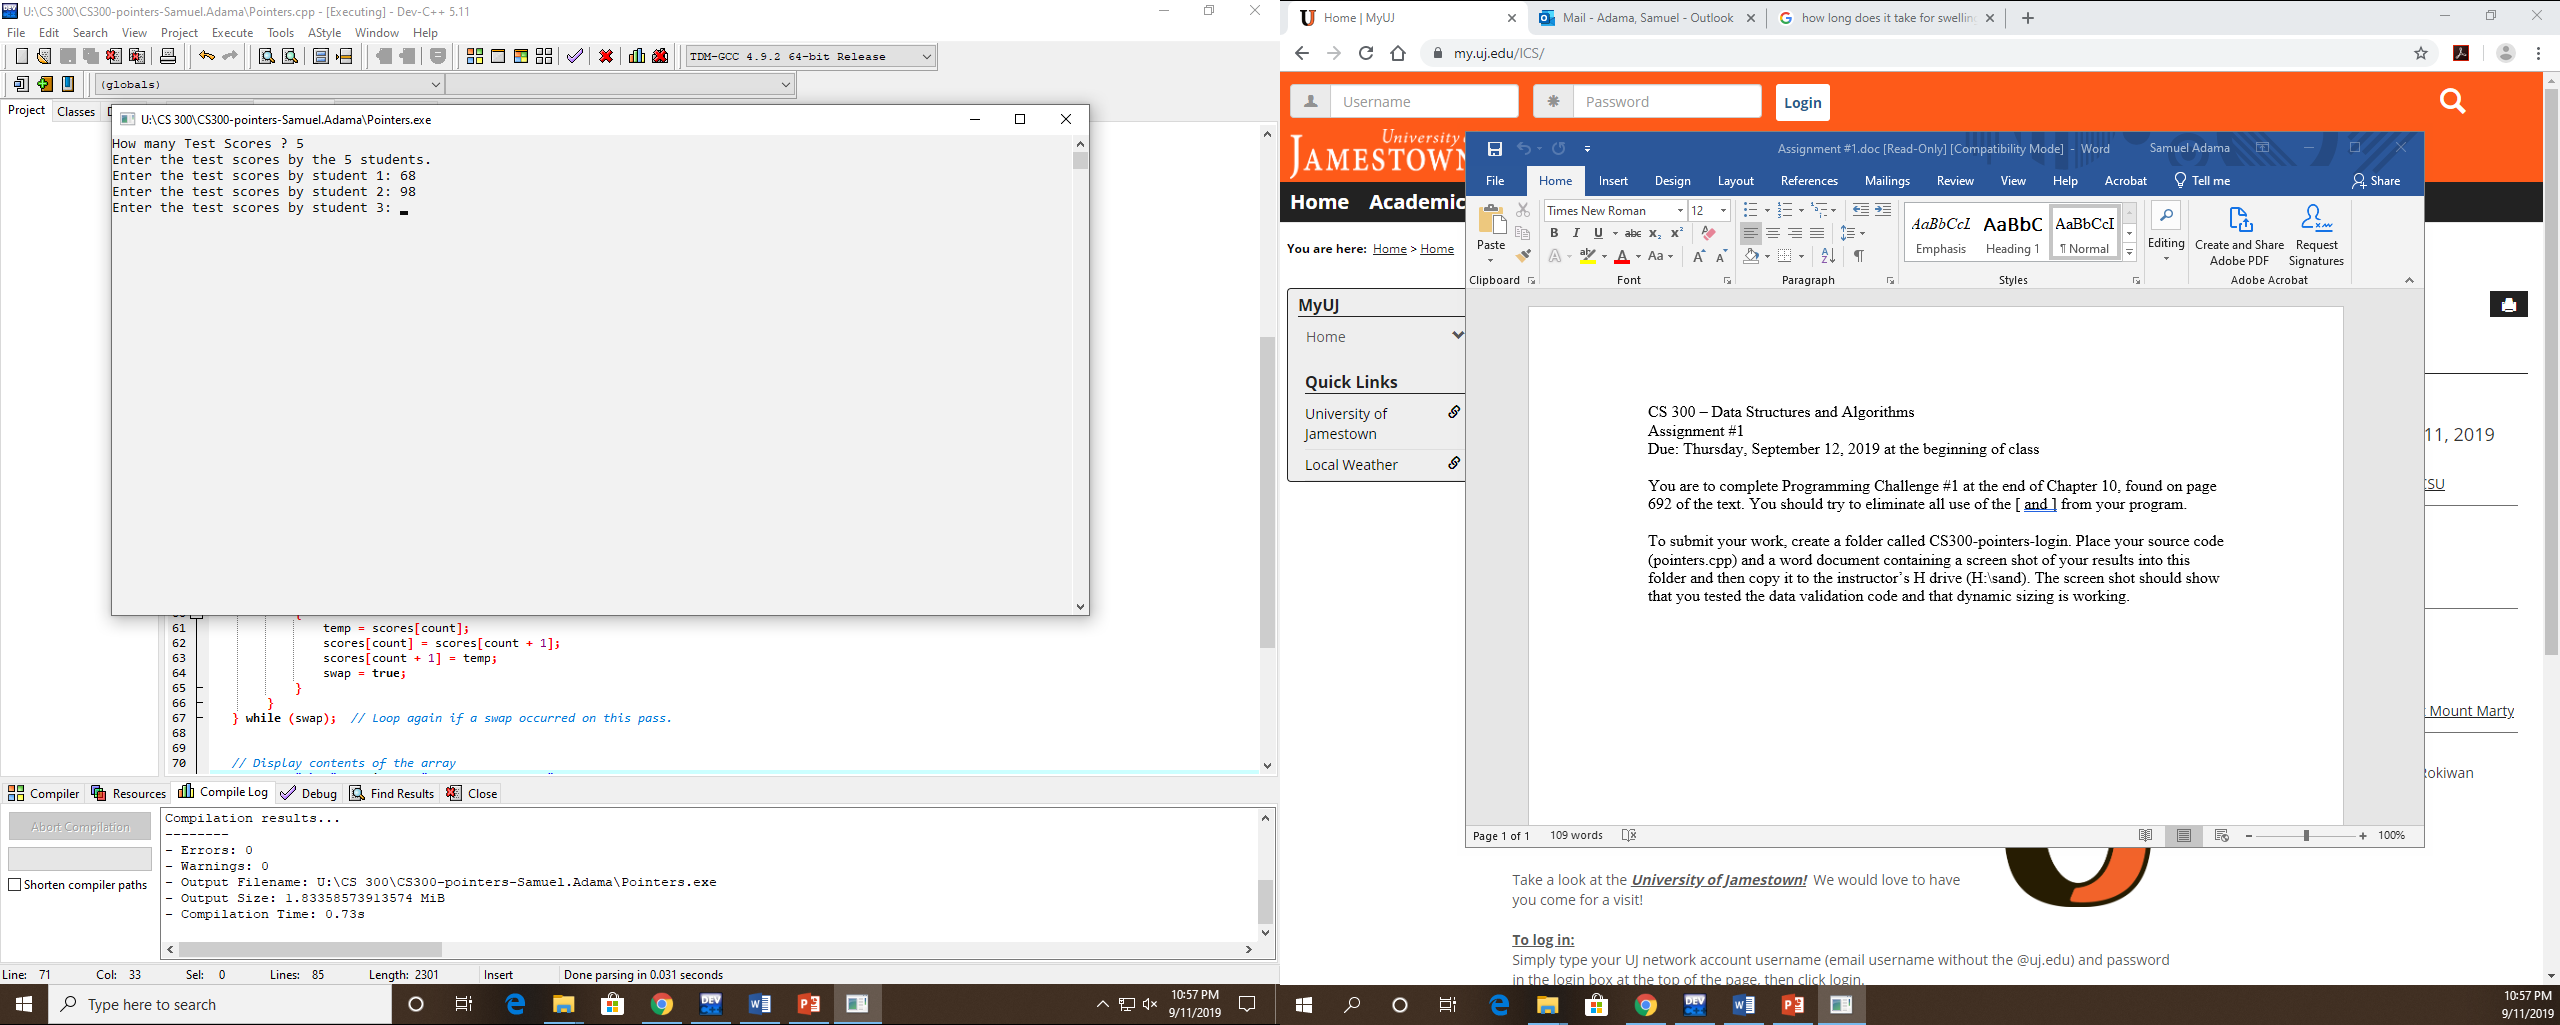 U:\CS 300\CS300-pointers-Samuel.Adama\Pointers.cpp - [Executing] - Dev-C++ 5.11
File Edit Search View Project Execute Tools AStyle Window Help
TDM-GCC 4.9.2 64-bit Release
(globals)
Project Classes
U:\CS 300\CS300-pointers-Samuel.Adama\Pointers.exe
How many Test Scores ? 5
Enter the test scores by the 5 students.
Enter the test scores by student 1: 68
Enter the test scores by student 2: 98
Enter the test scores by student 3:
61 temp = scores[count];
62 scores[count] = scores[count + 1];
63 scores[count + 1] = temp;
64 swap = true;
65 }
66 }
67 } while (swap); // Loop again if a swap occurred on this pass.
68
69
70 // Display contents of the array
Compiler Resources Compile Log Debug Find Results Close
Abort Compilation
Shorten compiler paths
Compilation results...
--------
- Errors: 0
- Warnings: 0
- Output Filename: U:\CS 300\CS300-pointers-Samuel.Adama\Pointers.exe
- Output Size: 1.83358573913574 MiB
- Compilation Time: 0.73s
Line: 71 Col: 33 Sel: 0 Lines: 85 Length: 2301 Insert Done parsing in 0.031 seconds
Type here to search
10:57 PM
9/11/2019
Home | MyUJ
Mail - Adama, Samuel - Outlook
how long does it take for swelling
my.uj.edu/ICS/
Username Password Login
University
JAMESTOWN
Home Academic
You are here: Home > Home
MyUJ
Home
Quick Links
University of
Jamestown
Local Weather
Assignment #1.doc [Read-Only] [Compatibility Mode] - Word Samuel Adama
File Home Insert Design Layout References Mailings Review View Help Acrobat Tell me Share
Times New Roman 12
Paste
AaBbCcI AaBbC AaBbCcI
Emphasis Heading 1 ¶ Normal
Editing
Create and Share
Adobe PDF
Request
Signatures
Clipboard Font Paragraph Styles Adobe Acrobat
CS 300 – Data Structures and Algorithms
Assignment #1
Due: Thursday, September 12, 2019 at the beginning of class
You are to complete Programming Challenge #1 at the end of Chapter 10, found on page
692 of the text. You should try to eliminate all use of the [ and ] from your program.
To submit your work, create a folder called CS300-pointers-login. Place your source code
(pointers.cpp) and a word document containing a screen shot of your results into this
folder and then copy it to the instructor’s H drive (H:\sand). The screen shot should show
that you tested the data validation code and that dynamic sizing is working.
Page 1 of 1 109 words 100%
11, 2019
Mount Marty
Rokiwan
Take a look at the University of Jamestown! We would love to have
you come for a visit!
To log in:
Simply type your UJ network account username (email username without the @uj.edu) and password
in the login box at the top of the page, then click login.
10:57 PM
9/11/2019